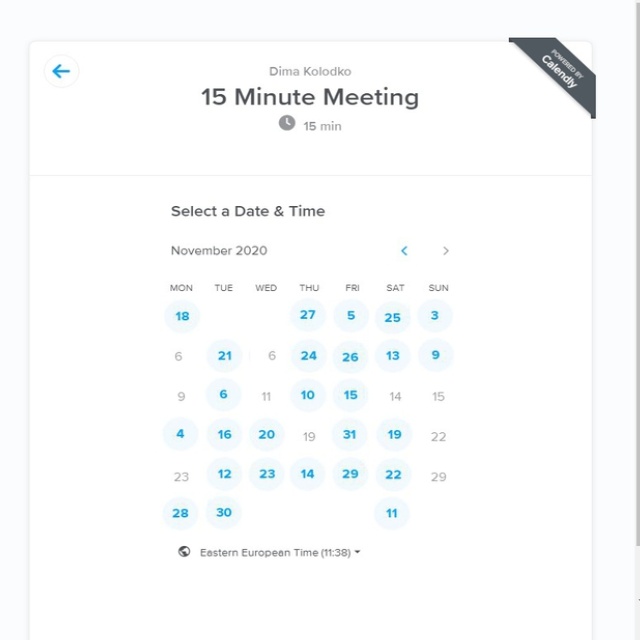 POWERED BY
Calendly
Dima Kolodko
15 Minute Meeting
15 min
Select a Date & Time
November 2020
MON TUE WED THU FRI SAT SUN
18 27 5 25 3
6 21 6 24 26 13 9
9 6 11 10 15 14 15
4 16 20 19 31 19 22
23 12 23 14 29 22 29
28 30 11
Eastern European Time (11:38)